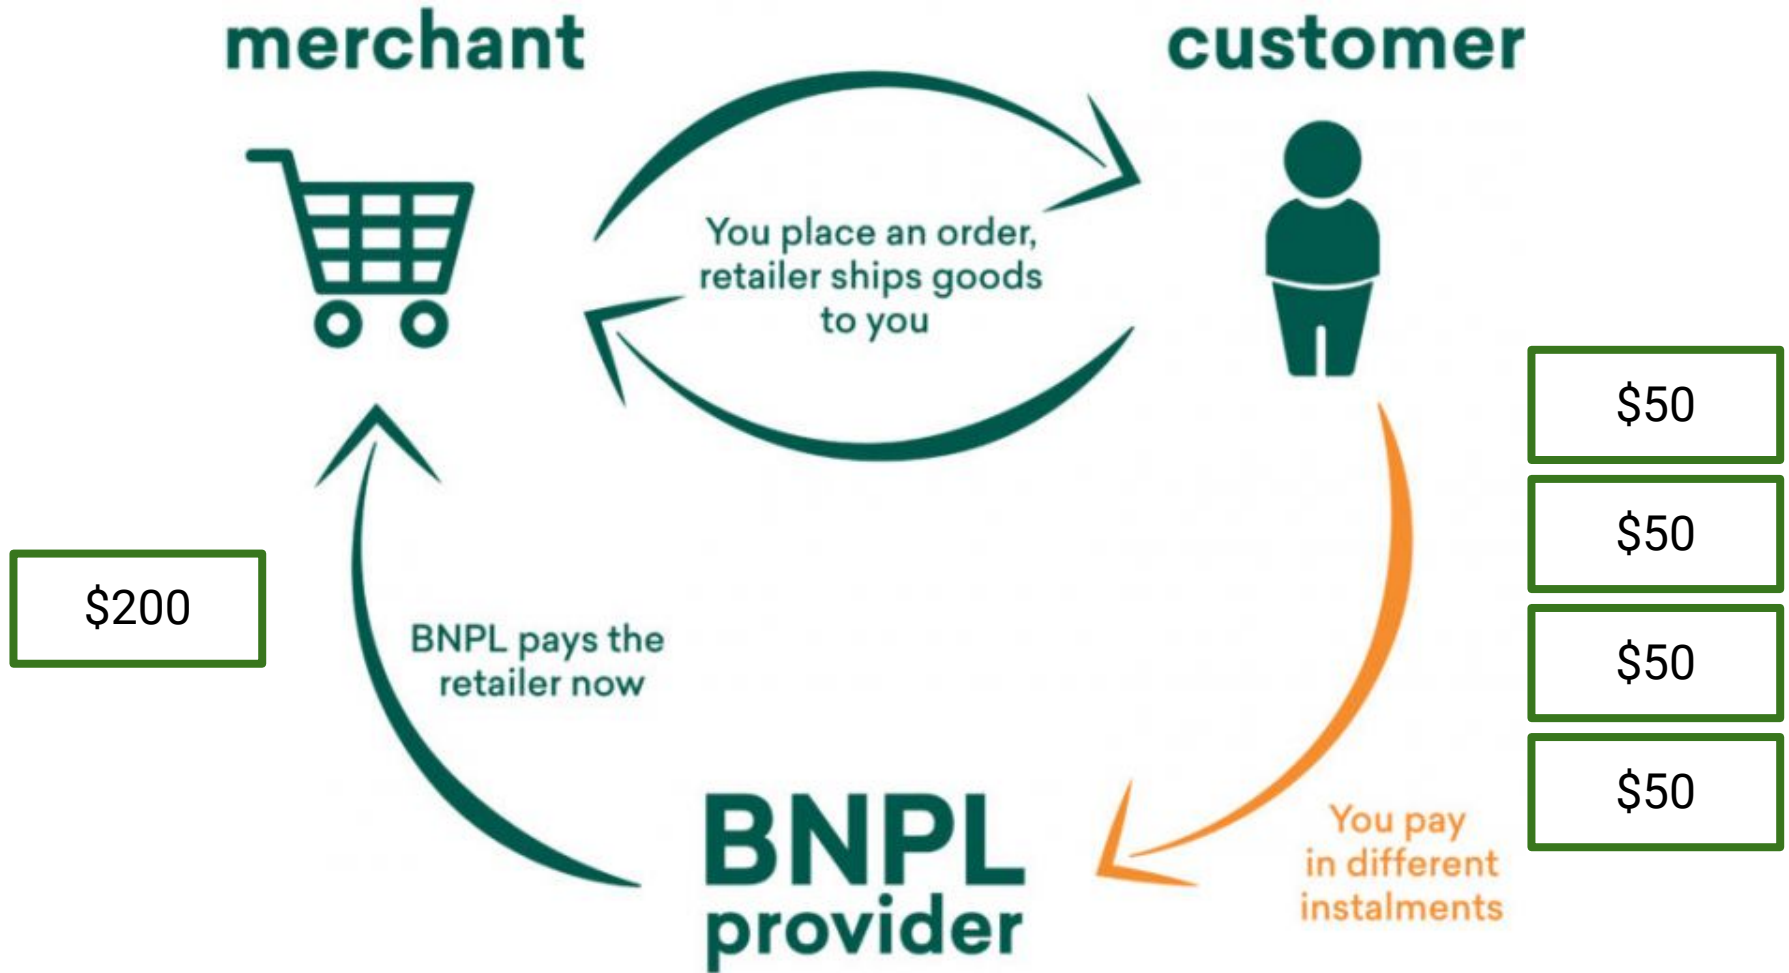 merchant
customer
You place an order,
retailer ships goods
to you
$50
$50
$50
$50
$200
BNPL pays the
retailer now
BNPL
provider
You pay
in different
instalments